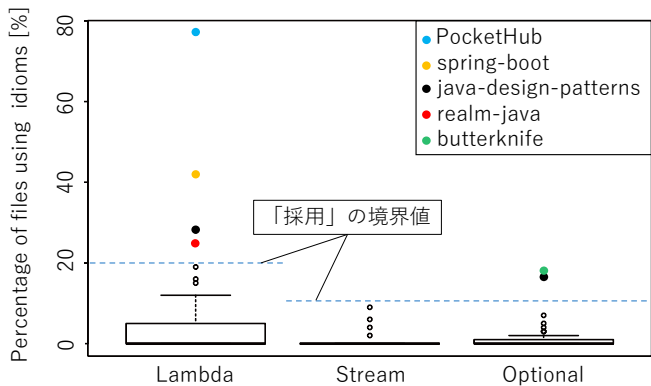 Percentage of files using idioms [%]
80
60
40
20
0
PocketHub
spring-boot
java-design-patterns
realm-java
butterknife
「採用」の境界値
Lambda Stream Optional